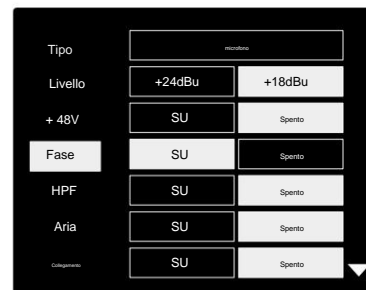 Tipo microfono
Livello +24dBu +18dBu
+ 48V SU Spento
Fase SU Spento
HPF SU Spento
Aria SU Spento
Collegamento SU Spento